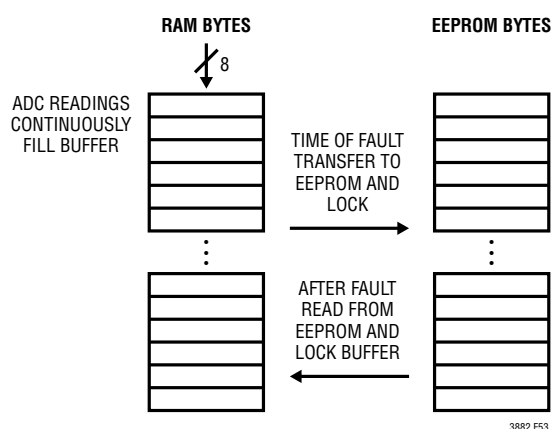 RAM BYTES
EEPROM BYTES
8
ADC READINGS
CONTINUOUSLY
FILL BUFFER
TIME OF FAULT
TRANSFER TO
EEPROM AND
LOCK
AFTER FAULT
READ FROM
EEPROM AND
LOCK BUFFER
3882 F53